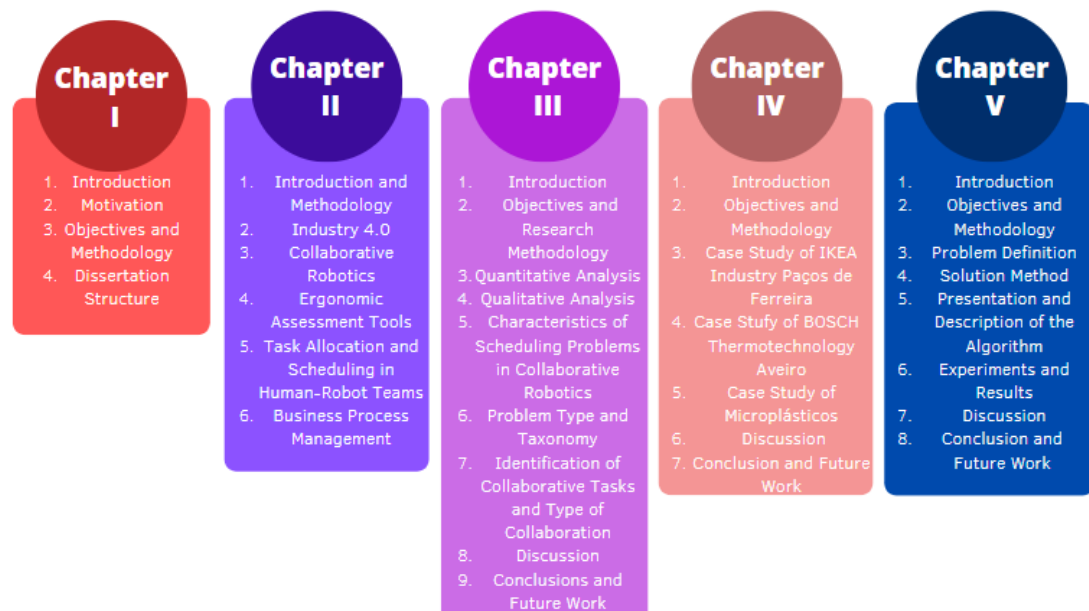 Chapter
I
1. Introduction
2. Motivation
3. Objectives and
Methodology
4. Dissertation
Structure
Chapter
II
1. Introduction and
Methodology
2. Industry 4.0
3. Collaborative
Robotics
4. Ergonomic
Assessment Tools
5. Task Allocation and
Scheduling in
Human-Robot Teams
6. Business Process
Management
Chapter
III
1. Introduction
2. Objectives and
Research
Methodology
3. Quantitative Analysis
4. Qualitative Analysis
5. Characteristics of
Scheduling Problems
in Collaborative
Robotics
6. Problem Type and
Taxonomy
7. Identification of
Collaborative Tasks
and Type of
Collaboration
8. Discussion
9. Conclusions and
Future Work
Chapter
IV
1. Introduction
2. Objectives and
Methodology
3. Case Study of IKEA
Industry Paços de
Ferreira
4. Case Stufy of BOSCH
Thermotechnology
Aveiro
5. Case Study of
Microplásticos
6. Discussion
7. Conclusion and Future
Work
Chapter
V
1. Introduction
2. Objectives and
Methodology
3. Problem Definition
4. Solution Method
5. Presentation and
Description of the
Algorithm
6. Experiments and
Results
7. Discussion
8. Conclusion and
Future Work